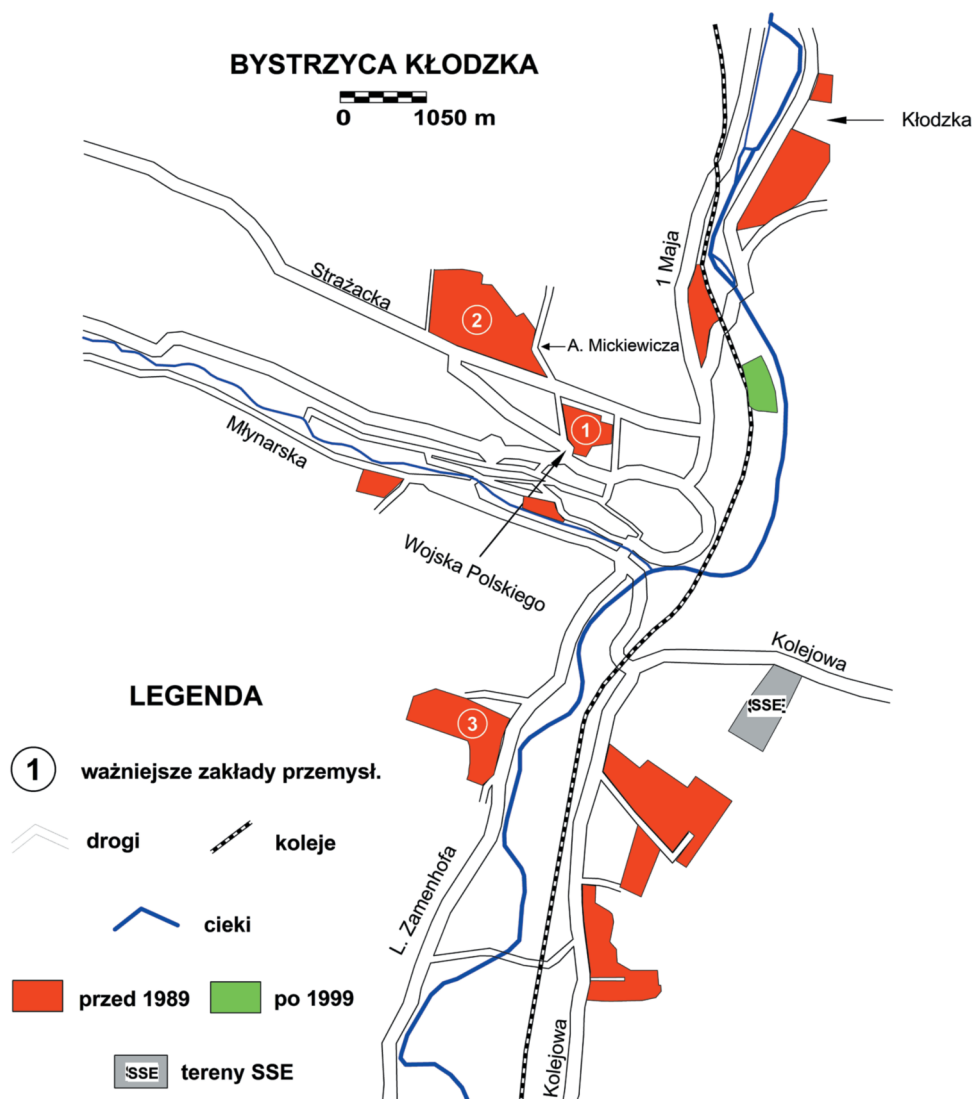 BYSTRZYCA KŁODZKA
0 1050 m
Kłodzka
1 Maja
Strażacka
2
A. Mickiewicza
1
Młynarska
Wojska Polskiego
Kolejowa
SSE
LEGENDA
3
1 ważniejsze zakłady przemysł.
drogi koleje
L. Zamenhofa
cieki
przed 1989 po 1999
Kolejowa
SSE tereny SSE